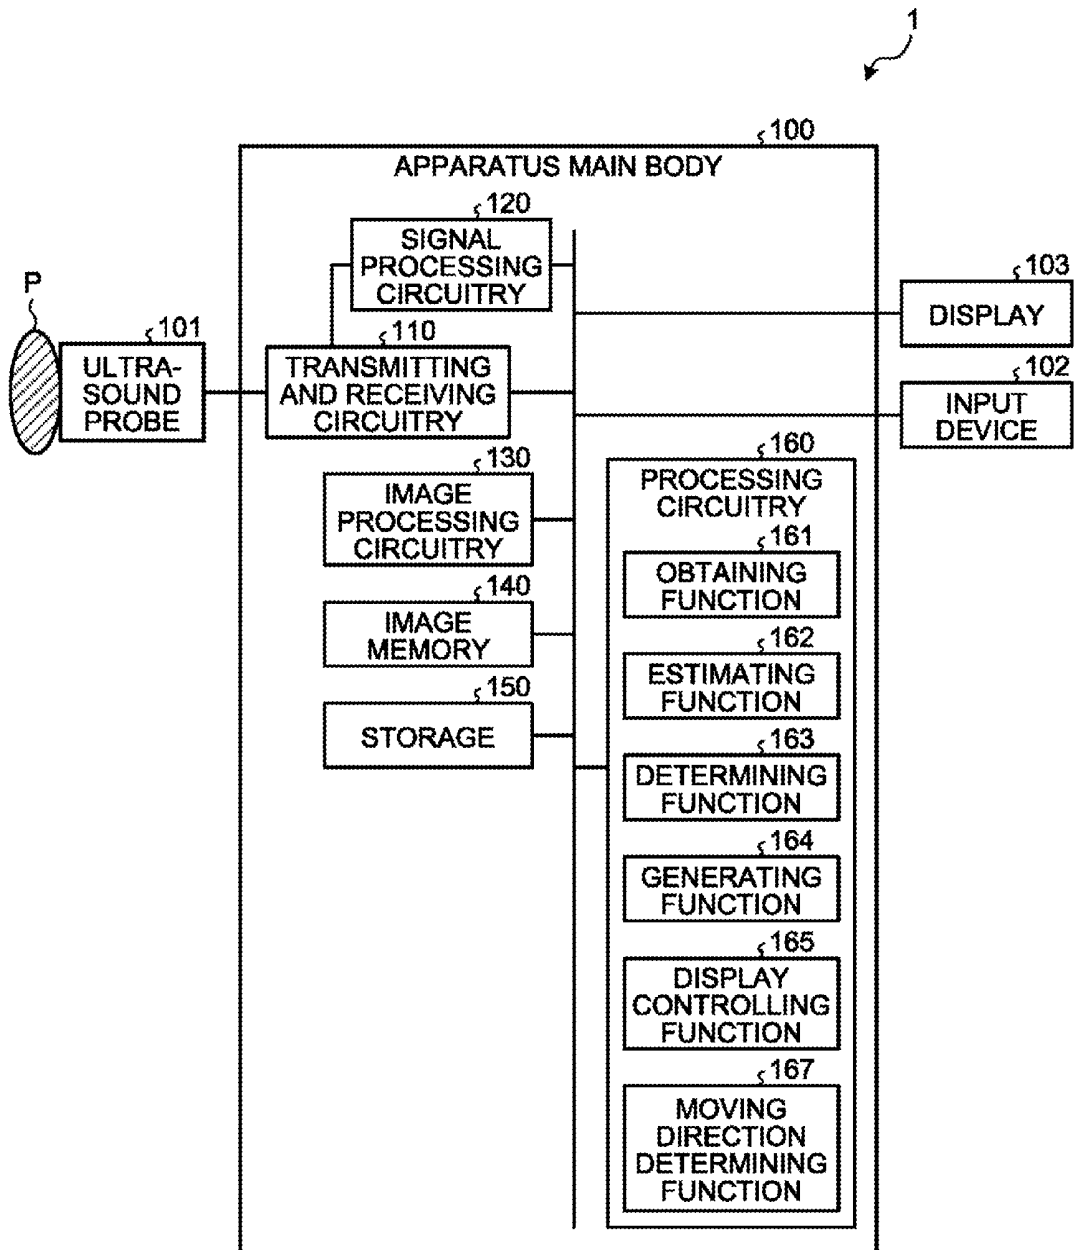 1
100
APPARATUS MAIN BODY
120
SIGNAL
PROCESSING
CIRCUITRY
P
101
ULTRA-
SOUND
PROBE
110
TRANSMITTING
AND RECEIVING
CIRCUITRY
103
DISPLAY
102
INPUT
DEVICE
130
IMAGE
PROCESSING
CIRCUITRY
140
IMAGE
MEMORY
150
STORAGE
160
PROCESSING
CIRCUITRY
161
OBTAINING
FUNCTION
162
ESTIMATING
FUNCTION
163
DETERMINING
FUNCTION
164
GENERATING
FUNCTION
165
DISPLAY
CONTROLLING
FUNCTION
167
MOVING
DIRECTION
DETERMINING
FUNCTION